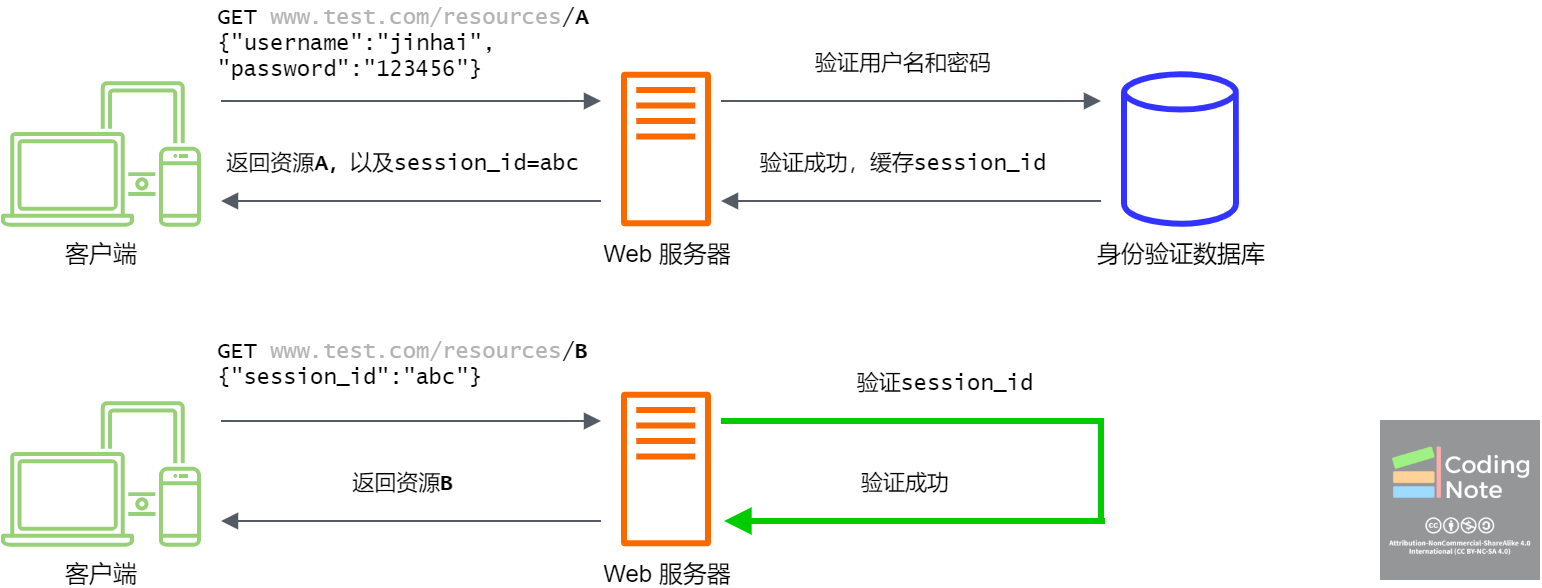 GET www.test.com/resources/A
{"username":"jinhai",
"password":"123456"}
验证用户名和密码
返回资源A，以及session_id=abc
验证成功，缓存session_id
客户端
Web 服务器
身份验证数据库
GET www.test.com/resources/B
{"session_id":"abc"}
验证session_id
返回资源B
验证成功
客户端
Web 服务器
Coding
Note
Attribution-NonCommercial-ShareAlike 4.0
International (CC BY-NC-SA 4.0)